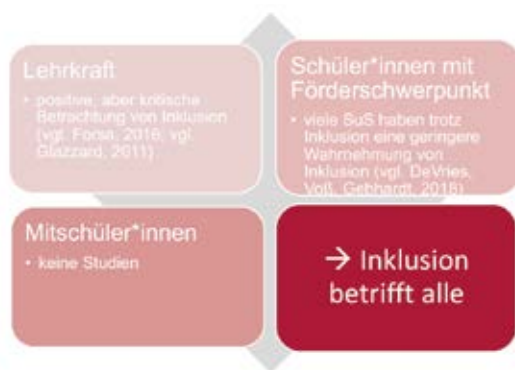 Lehrkraft
• positive, aber kritische
Betrachtung von Inklusion
(vgl. Forsa, 2016; vgl.
Glazzard, 2011)
Schüler*innen mit
Förderschwerpunkt
• viele SuS haben trotz
Inklusion eine geringere
Wahrnehmung von
Inklusion (vgl. DeVries,
Voß, Gebhardt, 2018)
Mitschüler*innen
• keine Studien
→ Inklusion
betrifft alle